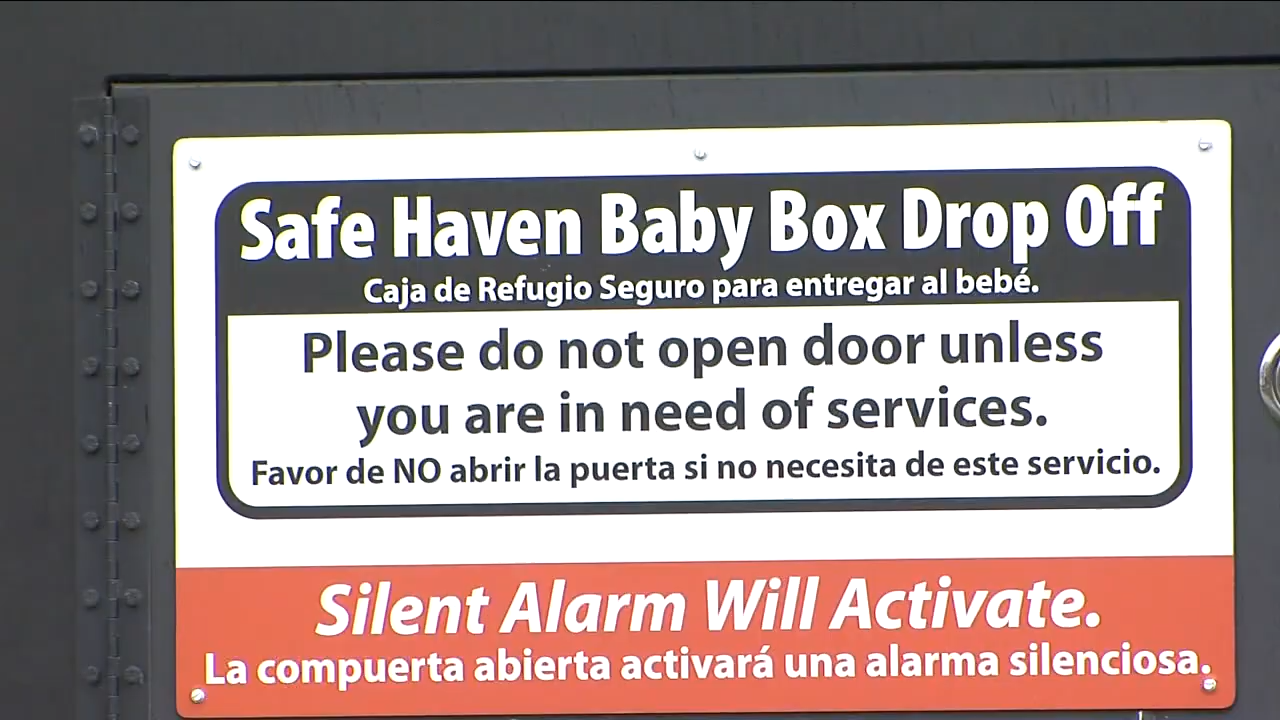 Safe Haven Baby Box Drop Off
Caja de Refugio Seguro para entregar al bebé.
Please do not open door unless
you are in need of services.
Favor de NO abrir la puerta si no necesita de este servicio.
Silent Alarm Will Activate.
La compuerta abierta activará una alarma silenciosa.